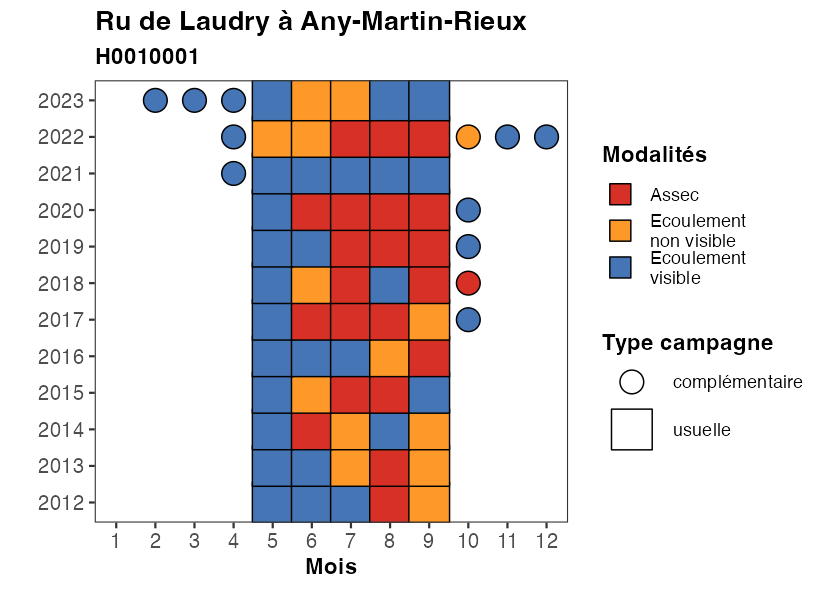 Ru de Laudry à Any-Martin-Rieux
H0010001
2023
2022
2021
2020
2019
2018
2017
2016
2015
2014
2013
2012
1 2 3 4 5 6 7 8 9 10 11 12
Mois
Modalités
Assec
Ecoulement
non visible
Ecoulement
visible
Type campagne
complémentaire
usuelle